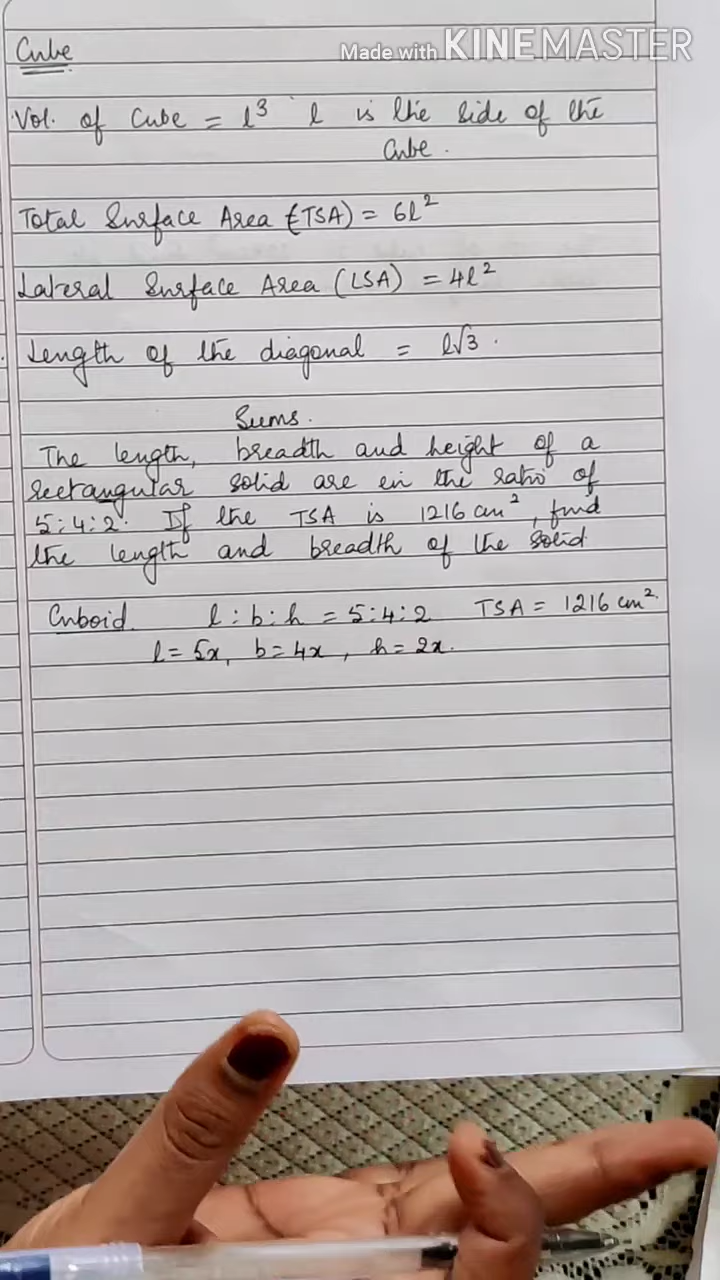 Made with KINEMASTER
Cube
Vol. of Cube = l³ l is the side of the
Cube.
Total Surface Area (TSA) = 6l²
Lateral Surface Area (LSA) = 4l²
Length of the diagonal = l√3.
Sums.
The length, breadth and height of a
rectangular solid are in the ratio of
5:4:2. If the TSA is 1216 cm², find
the length and breadth of the solid
Cuboid l : b : h = 5:4:2 TSA = 1216 cm².
l = 5x, b = 4x, h = 2x.